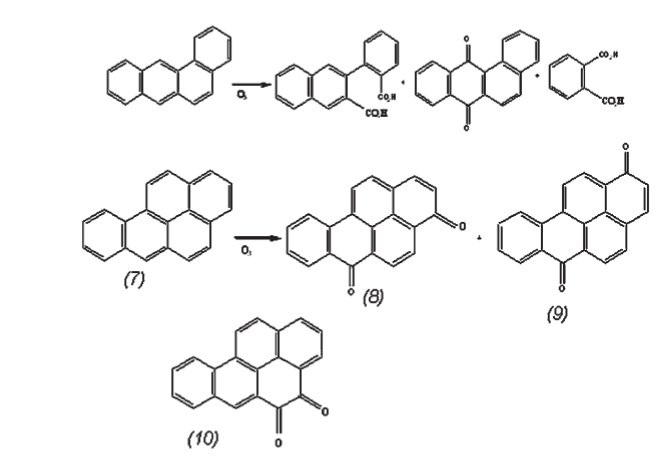 O₃
CO₂H
CO₂H
+
O
O
+
CO₂H
CO₂H
(7)
O₃
O
O
(8)
+
O
O
(9)
O
O
(10)